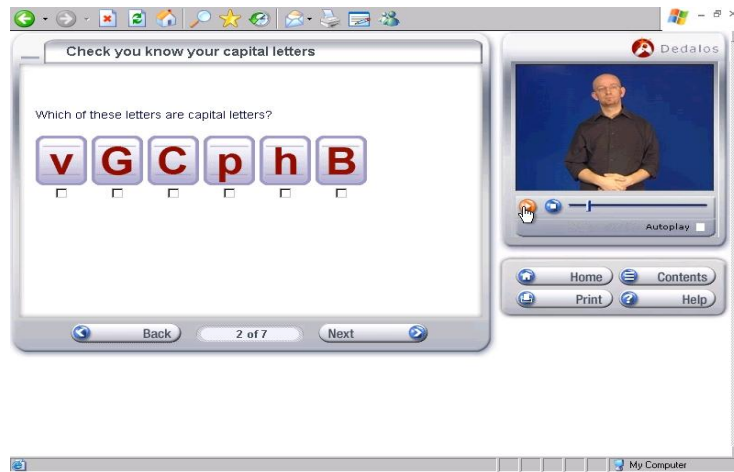 Check you know your capital letters
Which of these letters are capital letters?
v G C p h B
Back
2 of 7
Next
Dedalos
Autoplay
Home
Contents
Print
Help
My Computer